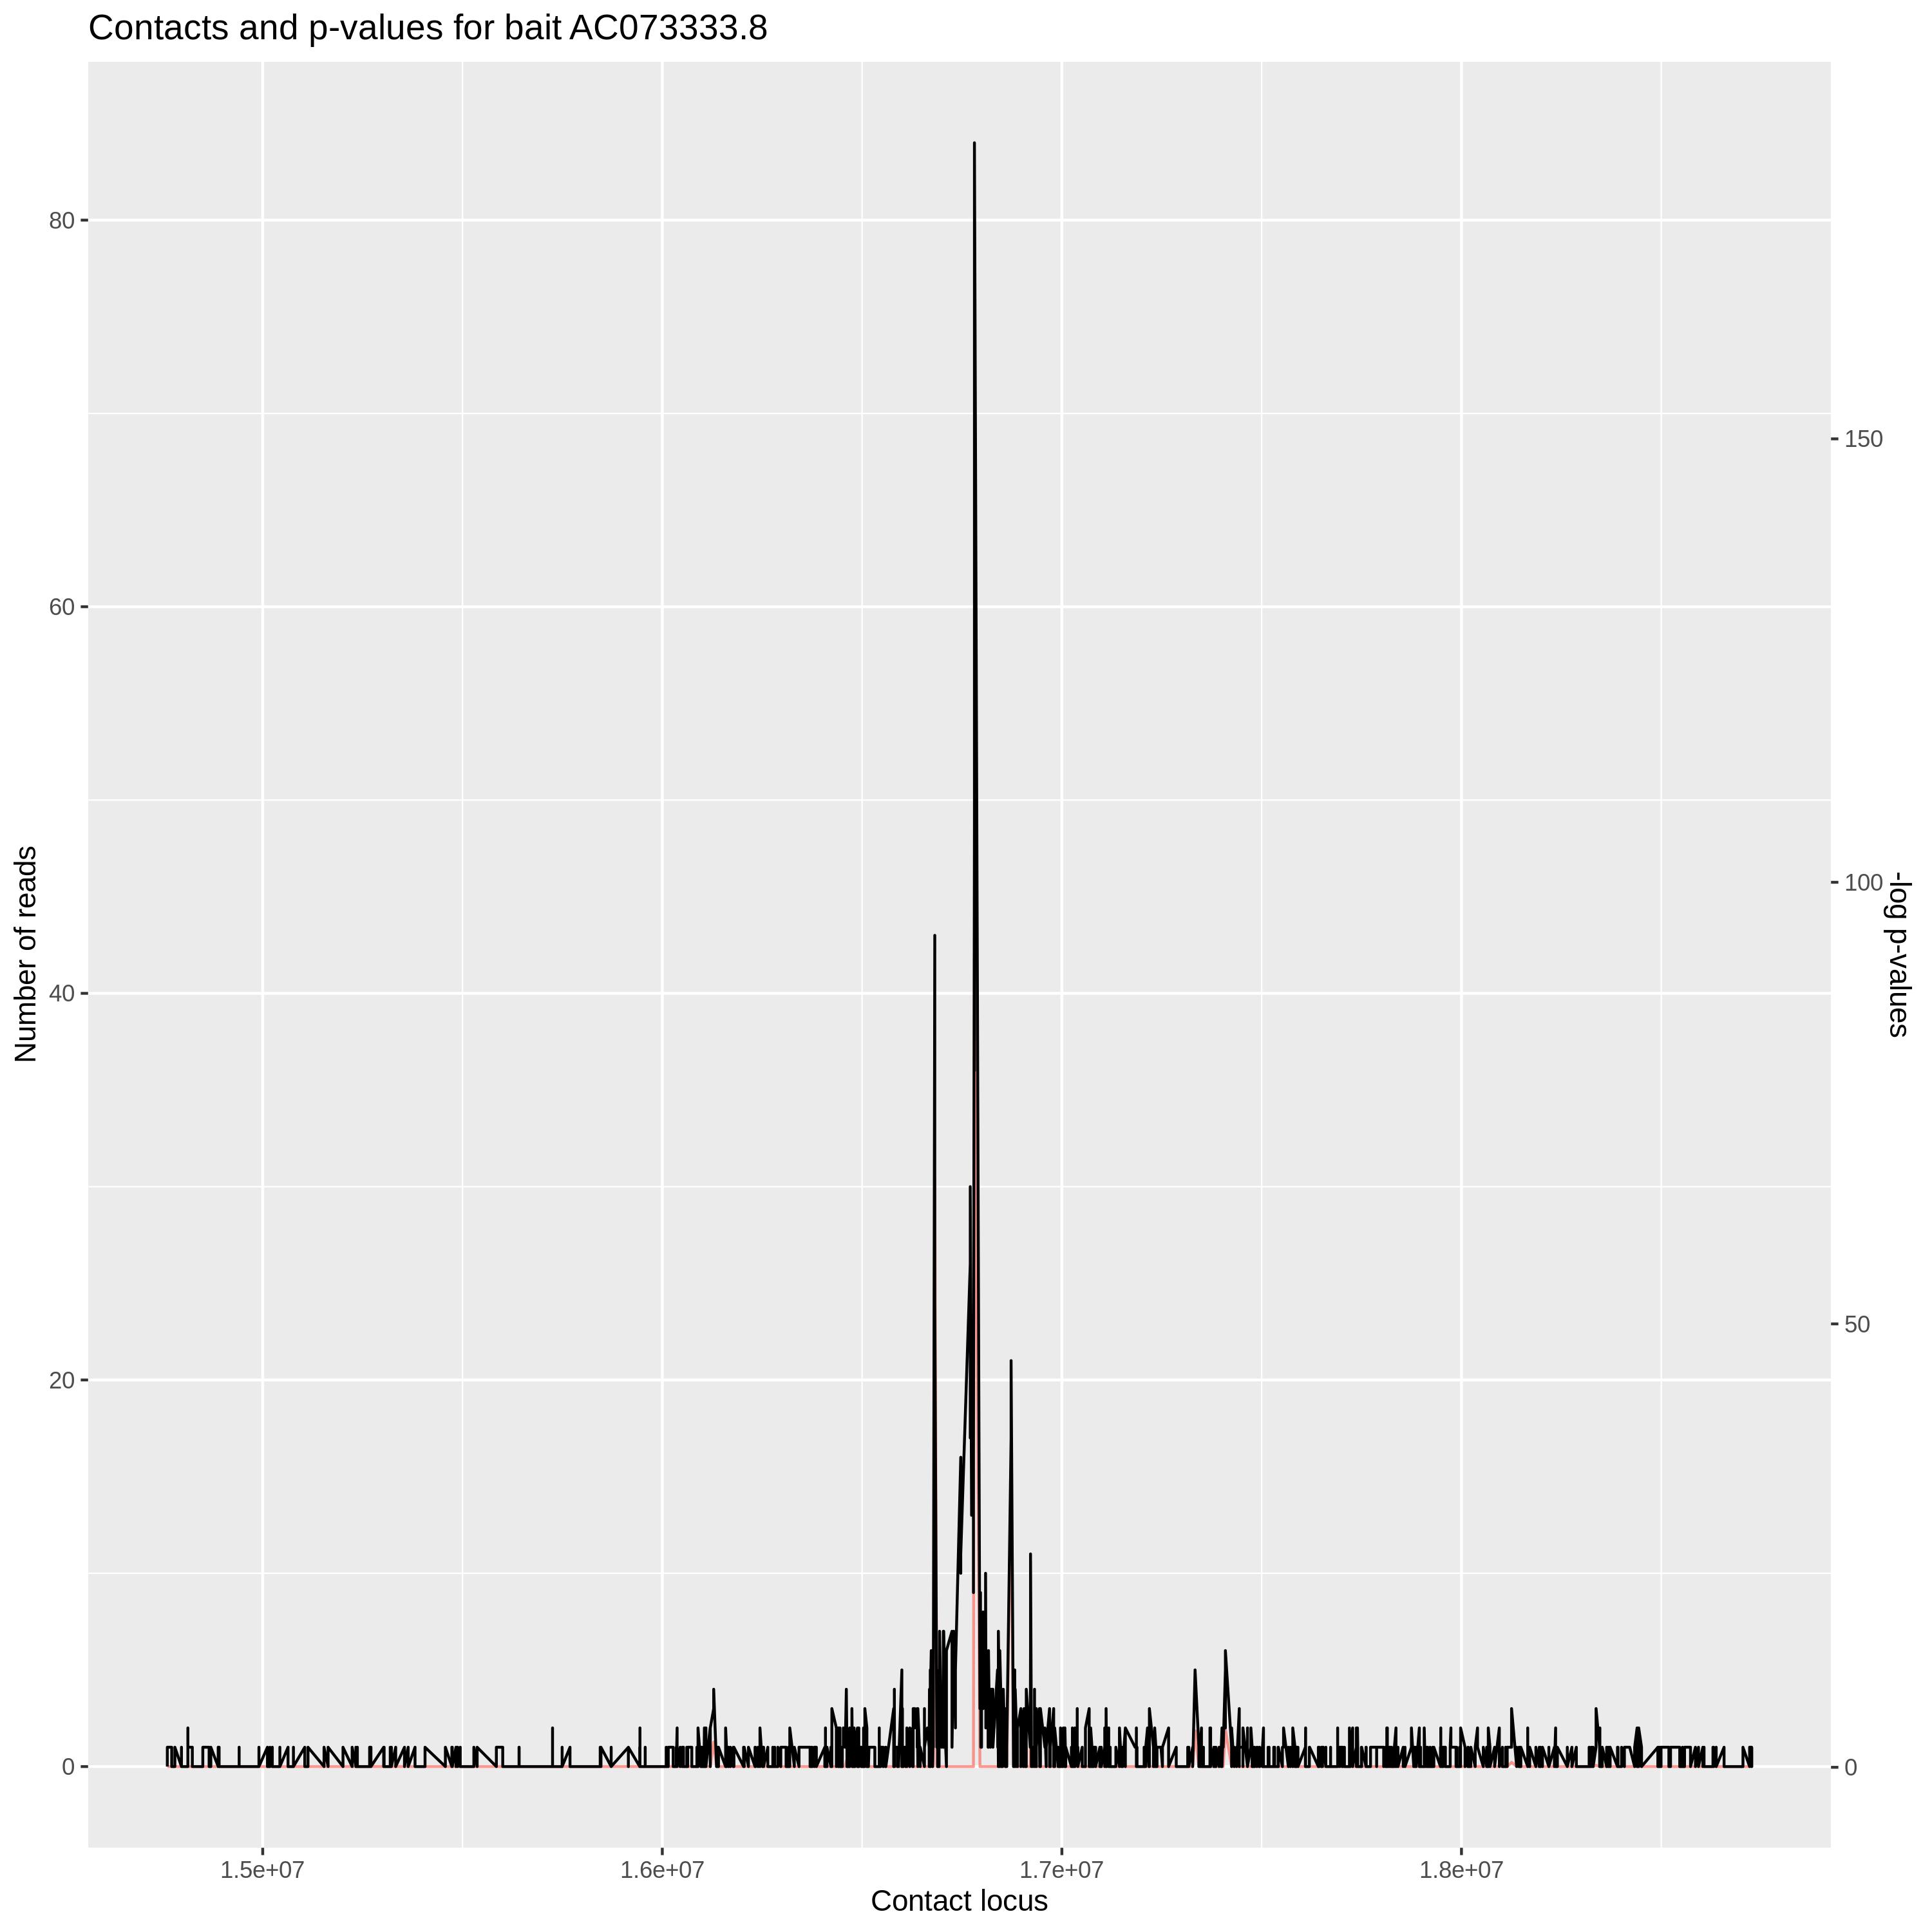 Contacts and p-values for bait AC073333.8
80
60
40
20
0
Number of reads
150
100
50
0
-log p-values
1.5e+07
1.6e+07
1.7e+07
1.8e+07
Contact locus